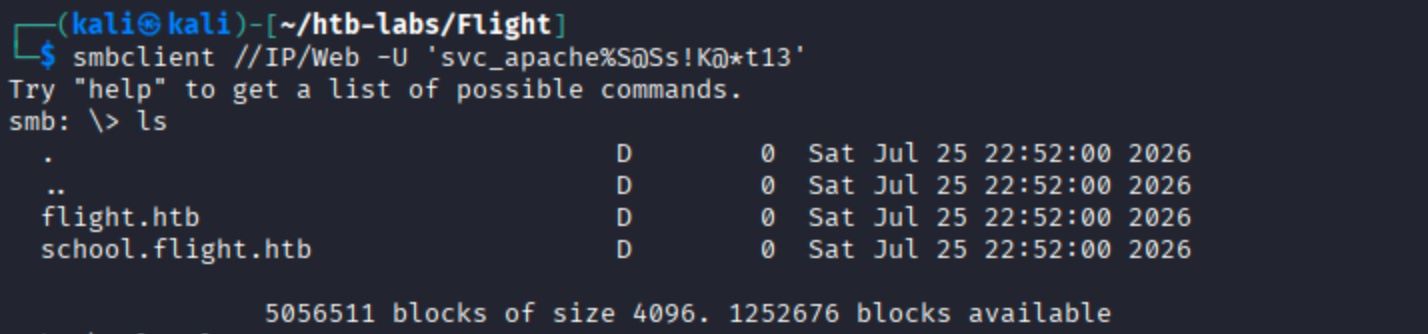 ┌──(kali㉿kali)-[~/htb-labs/Flight]
└─$ smbclient //IP/Web -U 'svc_apache%S@Ss!K@*t13'
Try "help" to get a list of possible commands.
smb: \> ls
  .                                   D        0  Sat Jul 25 22:52:00 2026
  ..                                  D        0  Sat Jul 25 22:52:00 2026
  flight.htb                          D        0  Sat Jul 25 22:52:00 2026
  school.flight.htb                   D        0  Sat Jul 25 22:52:00 2026
                5056511 blocks of size 4096. 1252676 blocks available